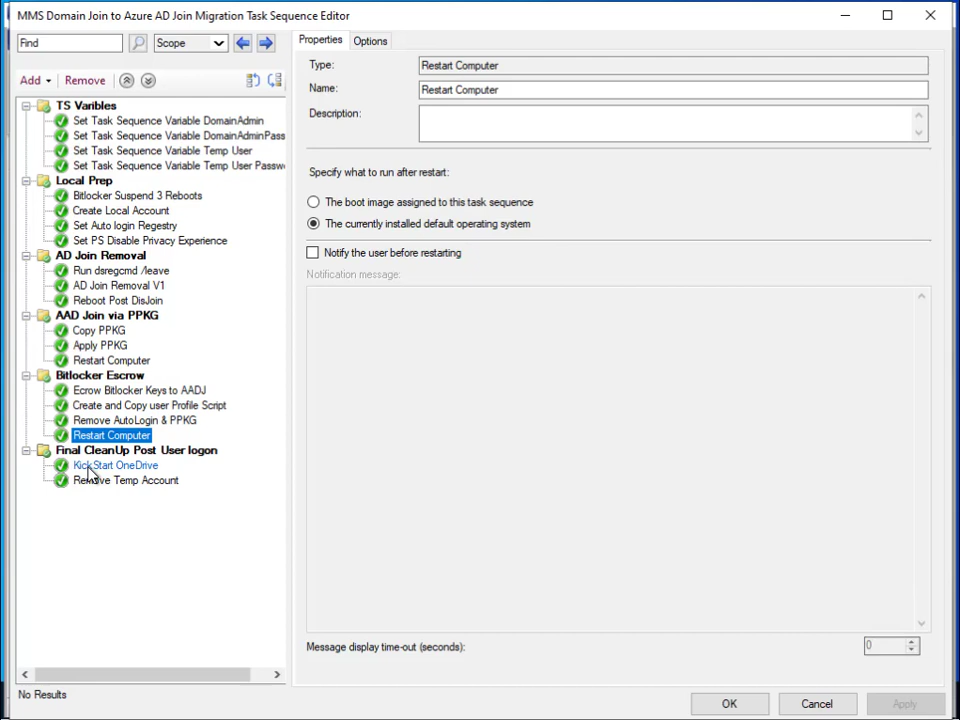 MMS Domain Join to Azure AD Join Migration Task Sequence Editor
Find
Scope
Add
Remove
TS Varibles
Set Task Sequence Variable DomainAdmin
Set Task Sequence Variable DomainAdminPass
Set Task Sequence Variable Temp User
Set Task Sequence Variable Temp User Passwo
Local Prep
Bitlocker Suspend 3 Reboots
Create Local Account
Set Auto login Regestry
Set PS Disable Privacy Experience
AD Join Removal
Run dsregcmd /leave
AD Join Removal V1
Reboot Post DisJoin
AAD Join via PPKG
Copy PPKG
Apply PPKG
Restart Computer
Bitlocker Escrow
Ecrow Bitlocker Keys to AADJ
Create and Copy user Profile Script
Remove AutoLogin & PPKG
Restart Computer
Final CleanUp Post User logon
KickStart OneDrive
Remove Temp Account
No Results
Properties
Options
Type:
Restart Computer
Name:
Restart Computer
Description:
Specify what to run after restart:
The boot image assigned to this task sequence
The currently installed default operating system
Notify the user before restarting
Notification message:
Message display time-out (seconds):
0
OK
Cancel
Apply